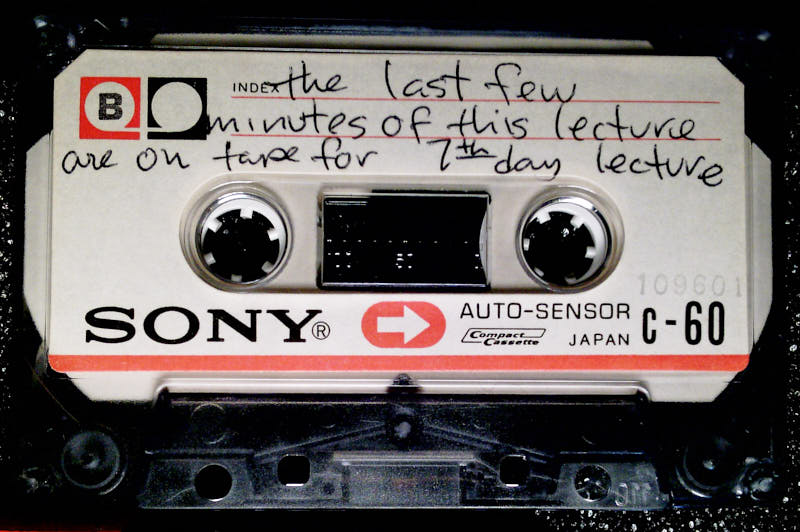 B
INDEX the last few
minutes of this lecture
are on tape for 7th day lecture
109601
SONY®
AUTO-SENSOR
Compact Cassette
JAPAN
C-60